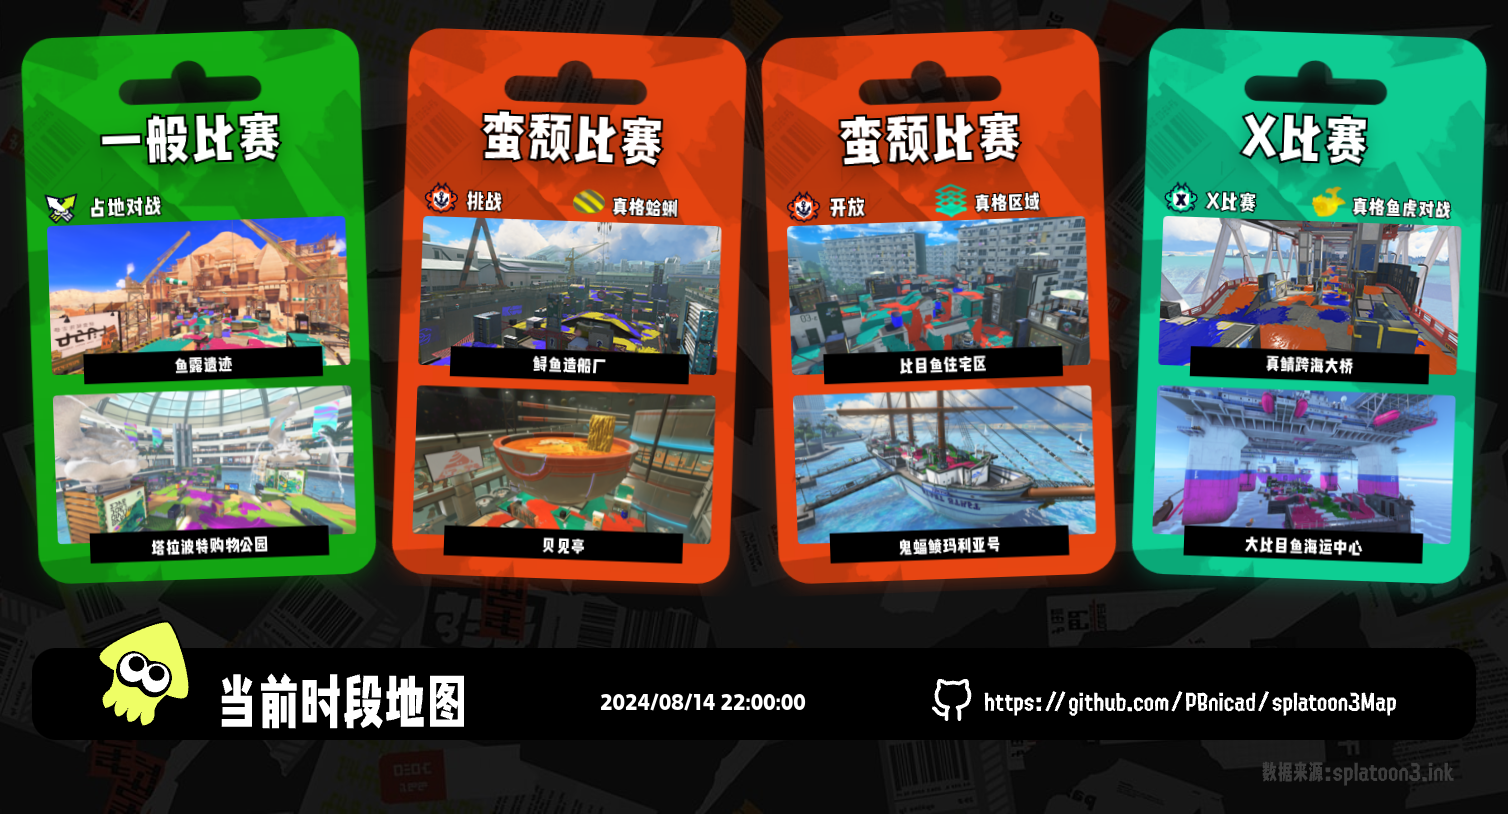 一般比赛
占地对战
鱼露遗迹
塔拉波特购物公园
蛮颓比赛
挑战
真格蛤蜊
鲟鱼造船厂
贝见亭
蛮颓比赛
开放
真格区域
比目鱼住宅区
鬼蝠鲼玛利亚号
X比赛
X比赛
真格鱼虎对战
真鲷跨海大桥
大比目鱼海运中心
当前时段地图
2024/08/14 22:00:00
https://github.com/PBnicad/splatoon3Map
数据来源:splatoon3.ink